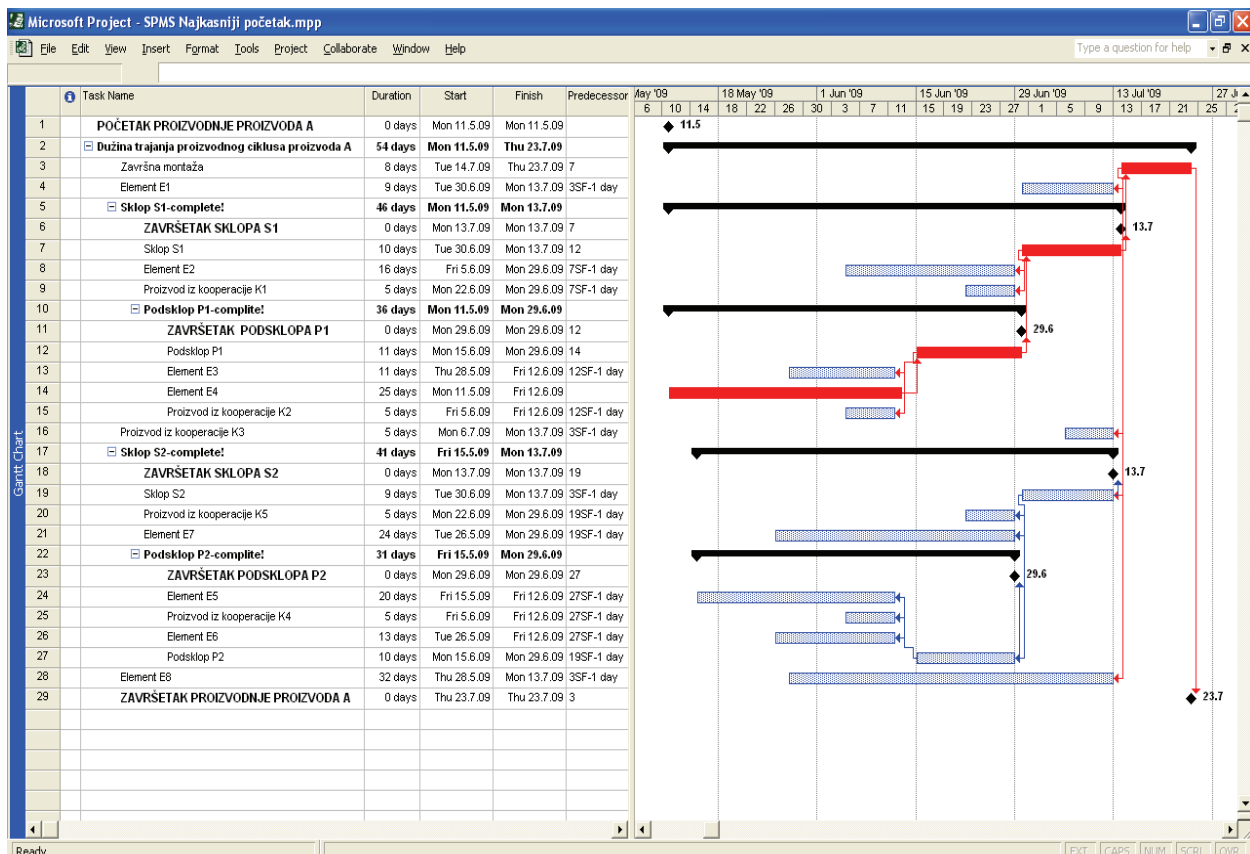 Microsoft Project - SPMS Najkasniji početak.mpp
File Edit View Insert Format Tools Project Collaborate Window Help Type a question for help
Task Name Duration Start Finish Predecessor May '09 18 May '09 1 Jun '09 15 Jun '09 29 Jun '09 13 Jul '09
6 10 14 18 22 26 30 3 7 11 15 19 23 27 1 5 9 13 17 21 25
1 POČETAK PROIZVODNJE PROIZVODA A 0 days Mon 11.5.09 Mon 11.5.09 11.5
2 Dužina trajanja proizvodnog ciklusa proizvoda A 54 days Mon 11.5.09 Thu 23.7.09
3 Završna montaža 8 days Tue 14.7.09 Thu 23.7.09 7
4 Element E1 9 days Tue 30.6.09 Mon 13.7.09 3SF-1 day
5 Sklop S1-complete! 46 days Mon 11.5.09 Mon 13.7.09
6 ZAVRŠETAK SKLOPA S1 0 days Mon 13.7.09 Mon 13.7.09 7 13.7
7 Sklop S1 10 days Tue 30.6.09 Mon 13.7.09 12
8 Element E2 16 days Fri 5.6.09 Mon 29.6.09 7SF-1 day
9 Proizvod iz kooperacije K1 5 days Mon 22.6.09 Mon 29.6.09 7SF-1 day
10 Podsklop P1-complite! 36 days Mon 11.5.09 Mon 29.6.09
11 ZAVRŠETAK PODSKLOPA P1 0 days Mon 29.6.09 Mon 29.6.09 12 29.6
12 Podsklop P1 11 days Mon 15.6.09 Mon 29.6.09 14
13 Element E3 11 days Thu 28.5.09 Fri 12.6.09 12SF-1 day
14 Element E4 25 days Mon 11.5.09 Fri 12.6.09
15 Proizvod iz kooperacije K2 5 days Fri 5.6.09 Fri 12.6.09 12SF-1 day
16 Proizvod iz kooperacije K3 5 days Mon 6.7.09 Mon 13.7.09 3SF-1 day
17 Sklop S2-complete! 41 days Fri 15.5.09 Mon 13.7.09
18 ZAVRŠETAK SKLOPA S2 0 days Mon 13.7.09 Mon 13.7.09 19 13.7
19 Sklop S2 9 days Tue 30.6.09 Mon 13.7.09 3SF-1 day
20 Proizvod iz kooperacije K5 5 days Mon 22.6.09 Mon 29.6.09 19SF-1 day
21 Element E7 24 days Tue 26.5.09 Mon 29.6.09 19SF-1 day
22 Podsklop P2-complite! 31 days Fri 15.5.09 Mon 29.6.09
23 ZAVRŠETAK PODSKLOPA P2 0 days Mon 29.6.09 Mon 29.6.09 27 29.6
24 Element E5 20 days Fri 15.5.09 Fri 12.6.09 27SF-1 day
25 Proizvod iz kooperacije K4 5 days Fri 5.6.09 Fri 12.6.09 27SF-1 day
26 Element E6 13 days Tue 26.5.09 Fri 12.6.09 27SF-1 day
27 Podsklop P2 10 days Mon 15.6.09 Mon 29.6.09 19SF-1 day
28 Element E8 32 days Thu 28.5.09 Mon 13.7.09 3SF-1 day
29 ZAVRŠETAK PROIZVODNJE PROIZVODA A 0 days Thu 23.7.09 Thu 23.7.09 3 23.7
Gantt Chart
Ready EXT CAPS NUM SCRL OVR